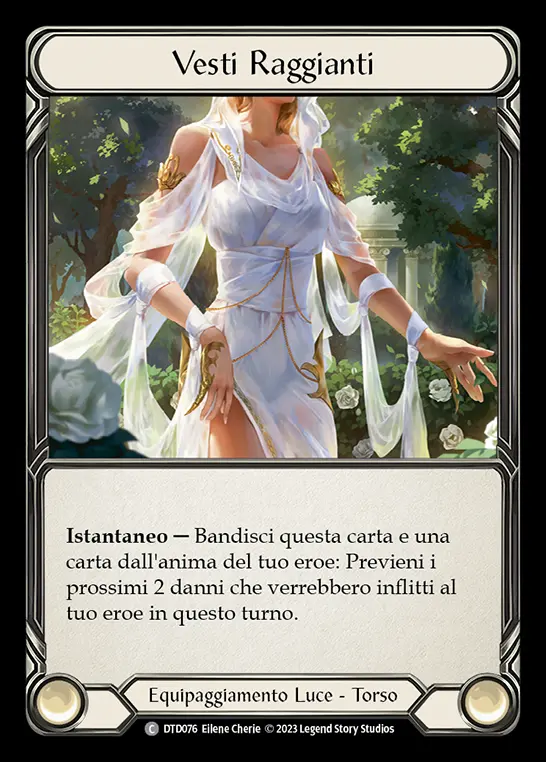 Vesti Raggianti
Istantaneo — Bandisci questa carta e una
carta dall'anima del tuo eroe: Previeni i
prossimi 2 danni che verrebbero inflitti al
tuo eroe in questo turno.
Equipaggiamento Luce - Torso
C DTD076 Eilene Cherie © 2023 Legend Story Studios